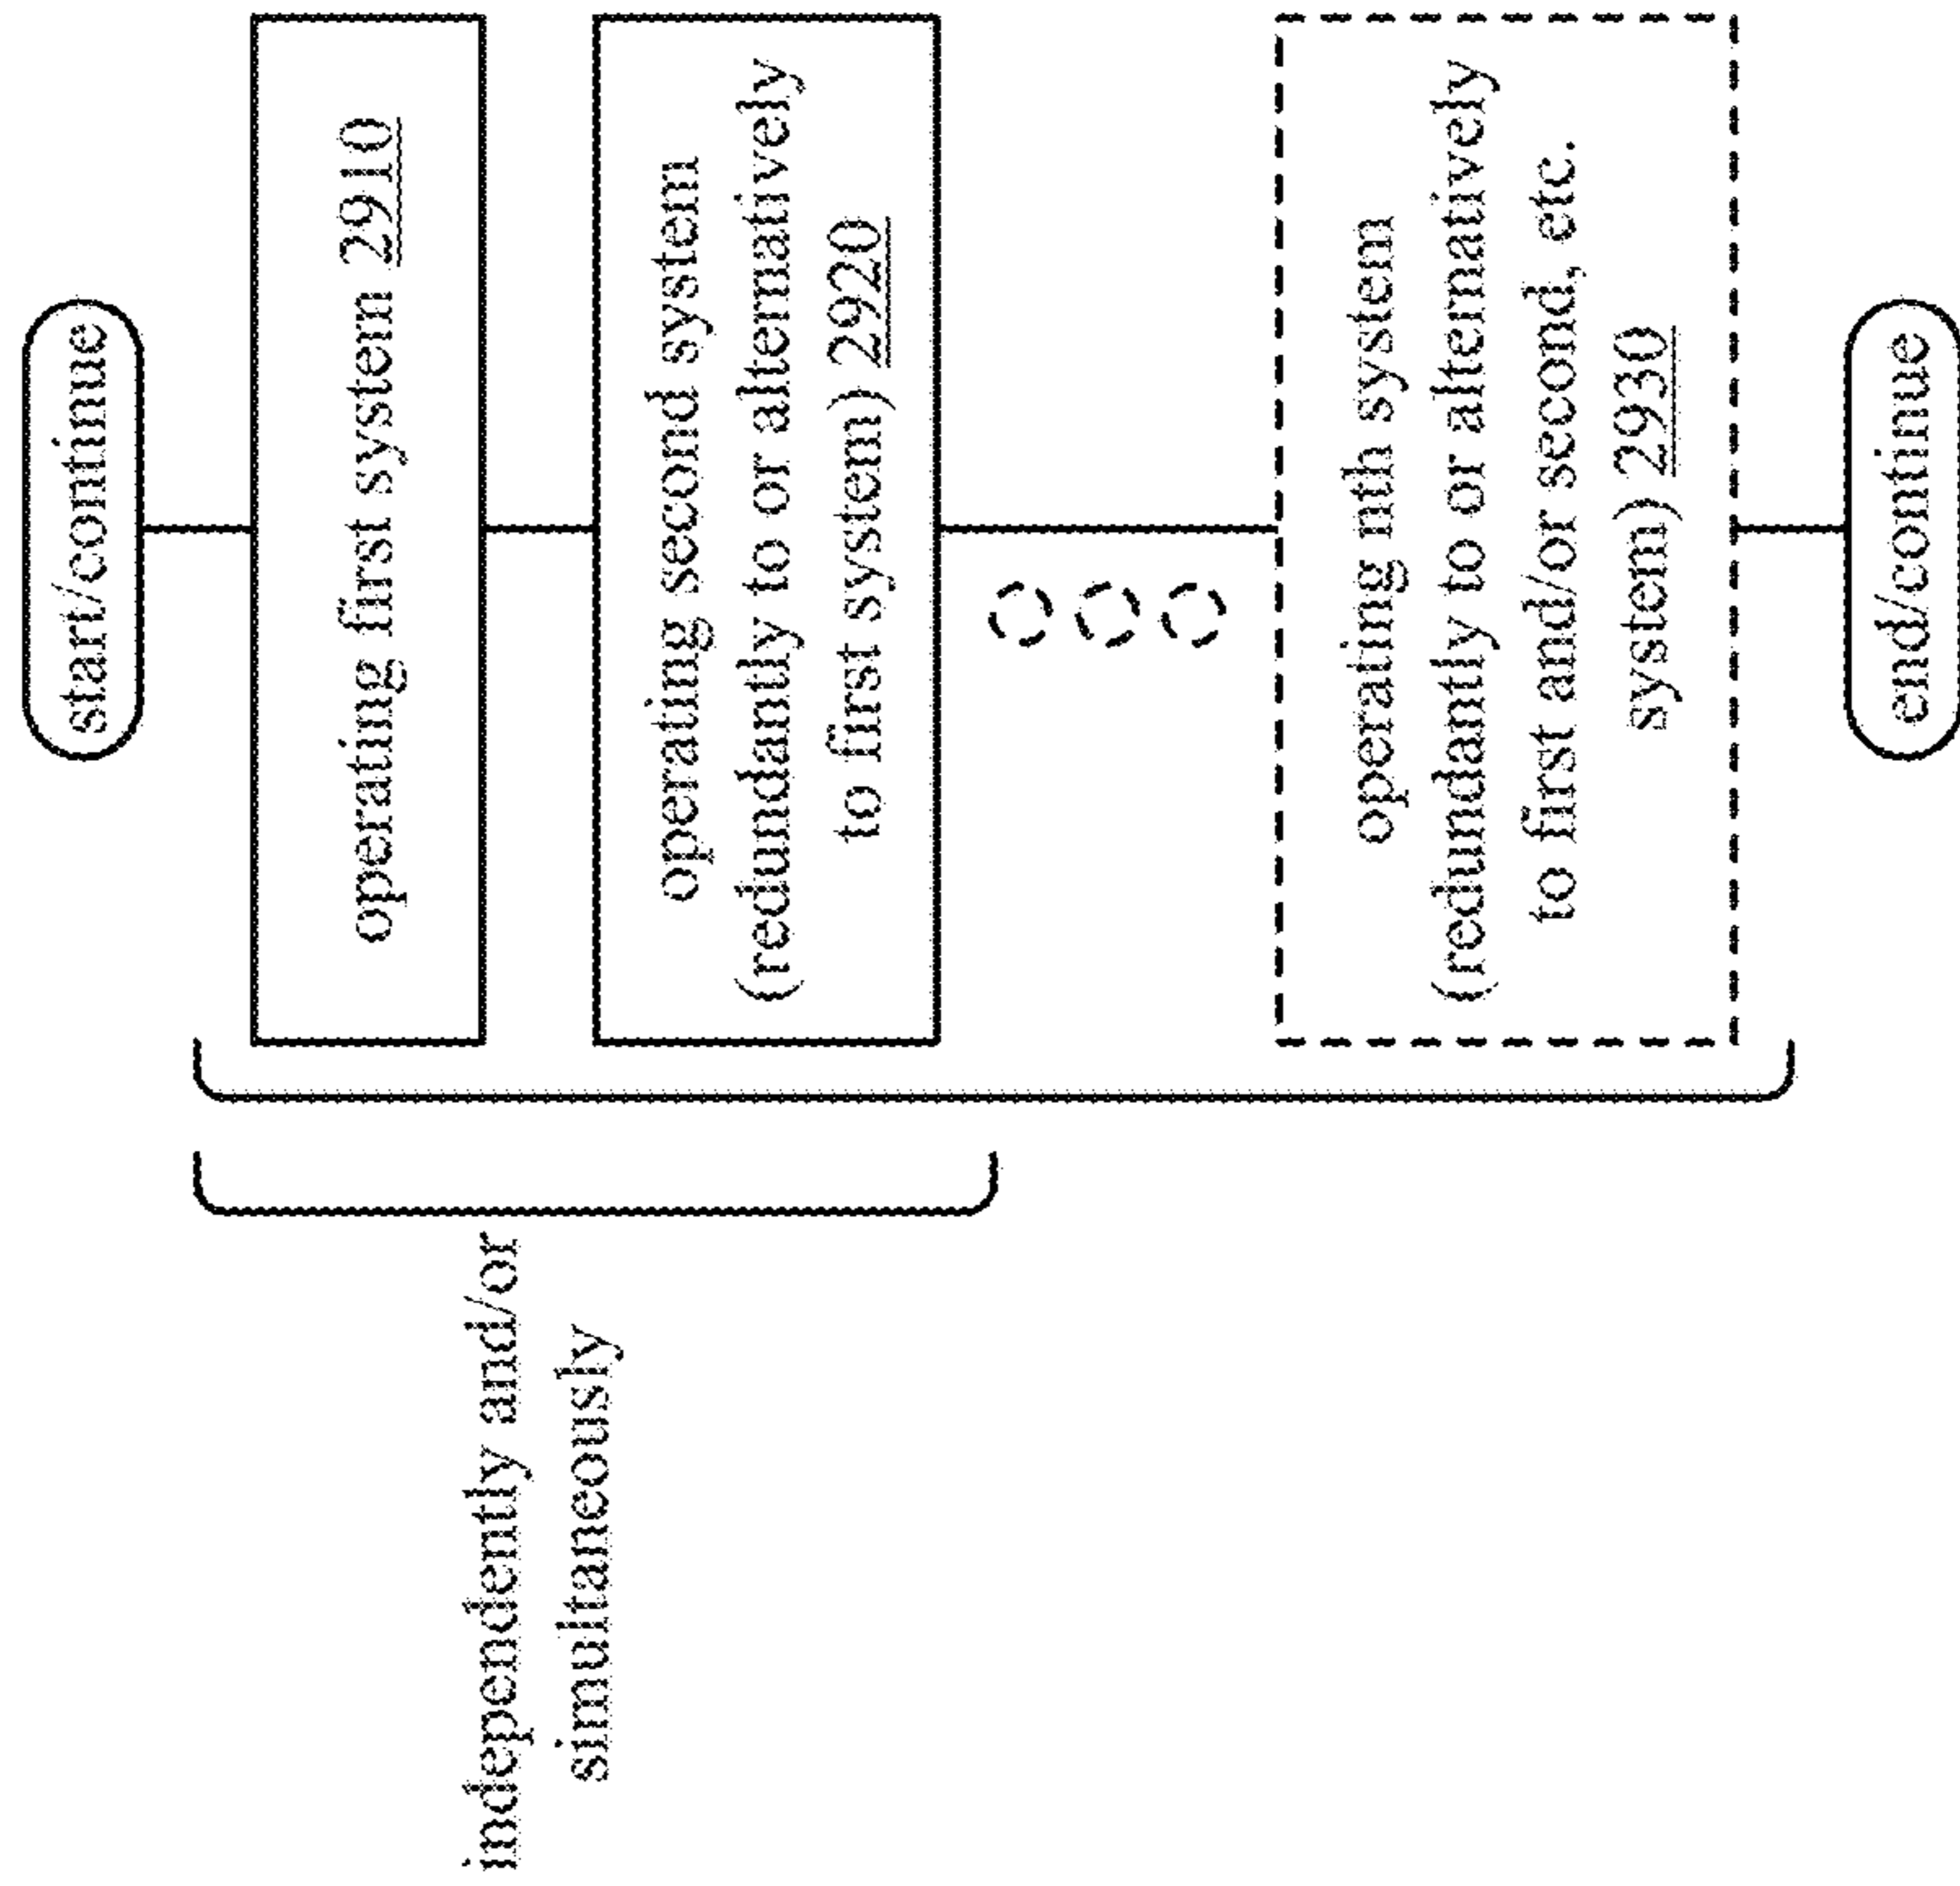 start/continue
operating first system 2910
operating second system
(redundantly to or alternatively
to first system) 2920
operating nth system
(redundantly to or alternatively
to first and/or second, etc.
system) 2930
end/continue
independently and/or
simultaneously